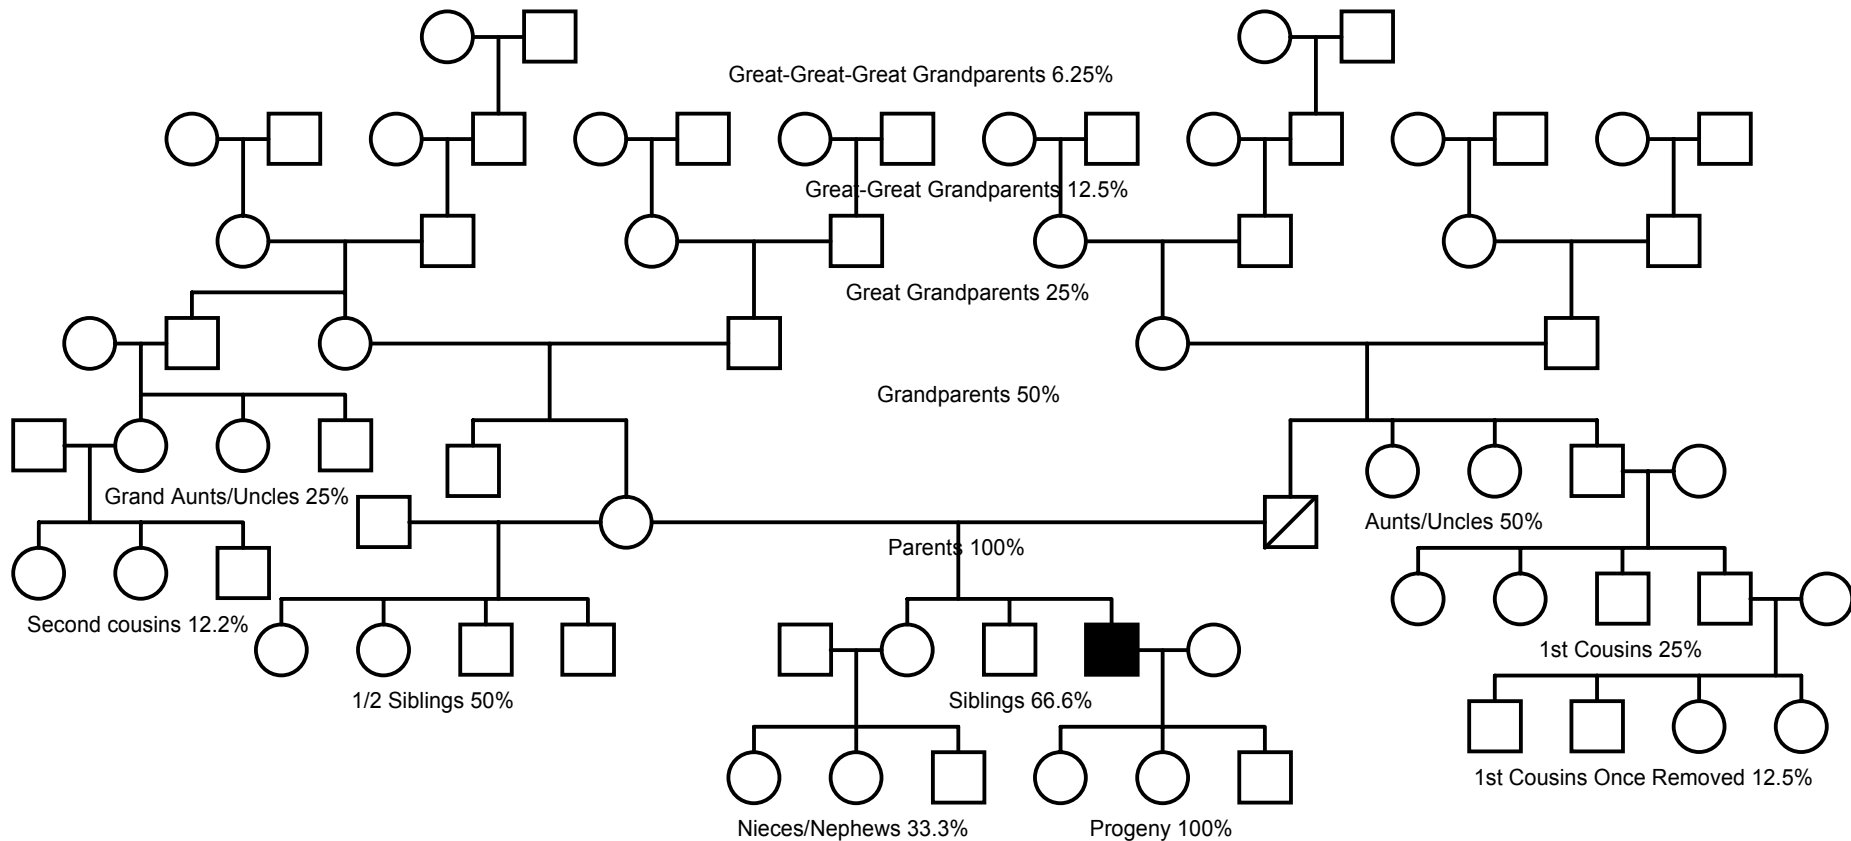 Great-Great-Great Grandparents 6.25%
Great-Great Grandparents 12.5%
Great Grandparents 25%
Grandparents 50%
Grand Aunts/Uncles 25%
Aunts/Uncles 50%
Parents 100%
Second cousins 12.2%
1st Cousins 25%
1/2 Siblings 50%
Siblings 66.6%
1st Cousins Once Removed 12.5%
Nieces/Nephews 33.3%
Progeny 100%